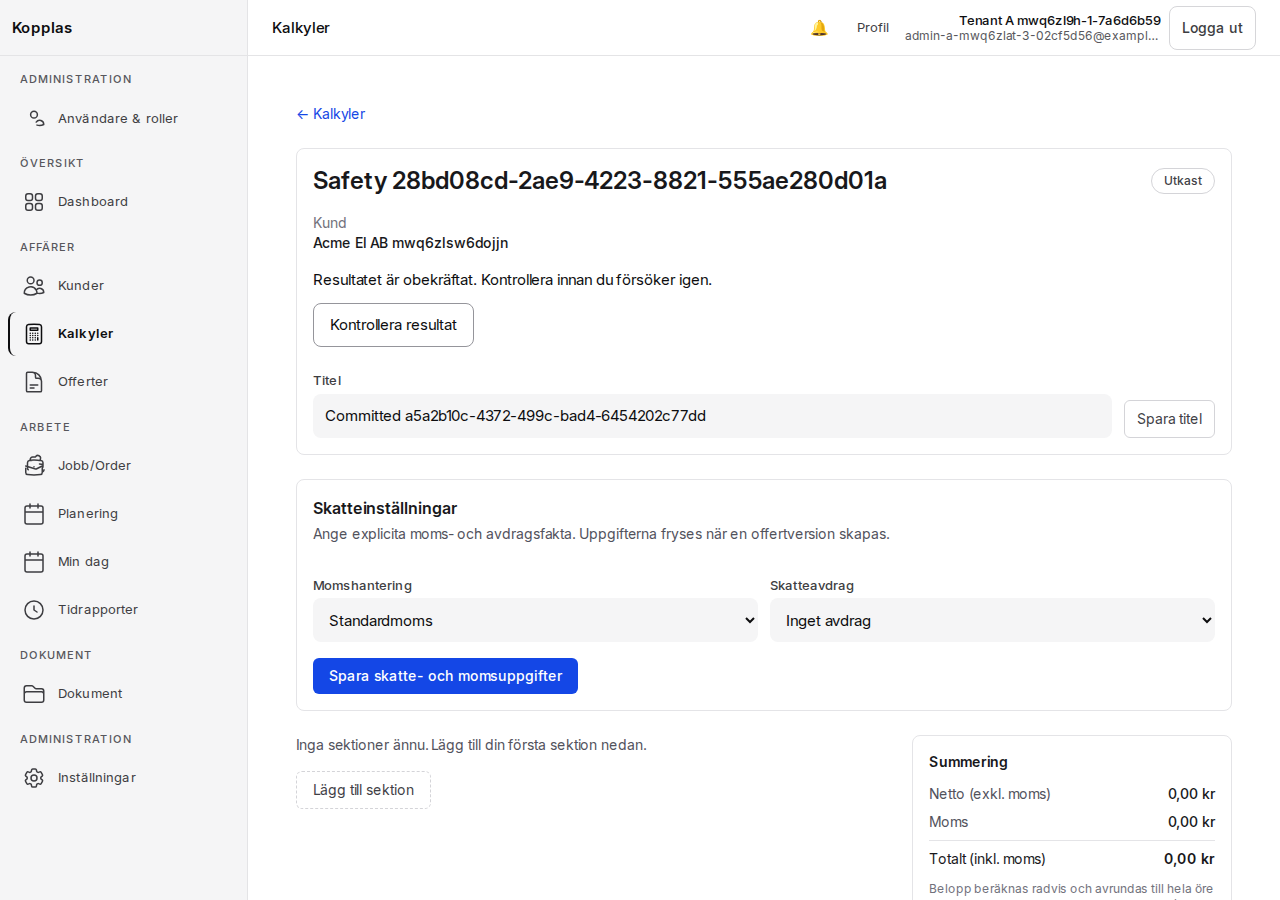 Kopplas
ADMINISTRATION
Användare & roller
ÖVERSIKT
Dashboard
AFFÄRER
Kunder
Kalkyler
Offerter
ARBETE
Jobb/Order
Planering
Min dag
Tidrapporter
DOKUMENT
Dokument
ADMINISTRATION
Inställningar
Kalkyler
Profil
Tenant A mwq6zl9h-1-7a6d6b59
admin-a-mwq6zlat-3-02cf5d56@exampl...
Logga ut
← Kalkyler
Safety 28bd08cd-2ae9-4223-8821-555ae280d01a
Utkast
Kund
Acme El AB mwq6zlsw6dojjn
Resultatet är obekräftat. Kontrollera innan du försöker igen.
Kontrollera resultat
Titel
Committed a5a2b10c-4372-499c-bad4-6454202c77dd
Spara titel
Skatteinställningar
Ange explicita moms- och avdragsfakta. Uppgifterna fryses när en offertversion skapas.
Momshantering
Skatteavdrag
Standardmoms
Inget avdrag
Spara skatte- och momsuppgifter
Inga sektioner ännu. Lägg till din första sektion nedan.
Lägg till sektion
Summering
Netto (exkl. moms) 0,00 kr
Moms 0,00 kr
Totalt (inkl. moms) 0,00 kr
Belopp beräknas radvis och avrundas till hela öre